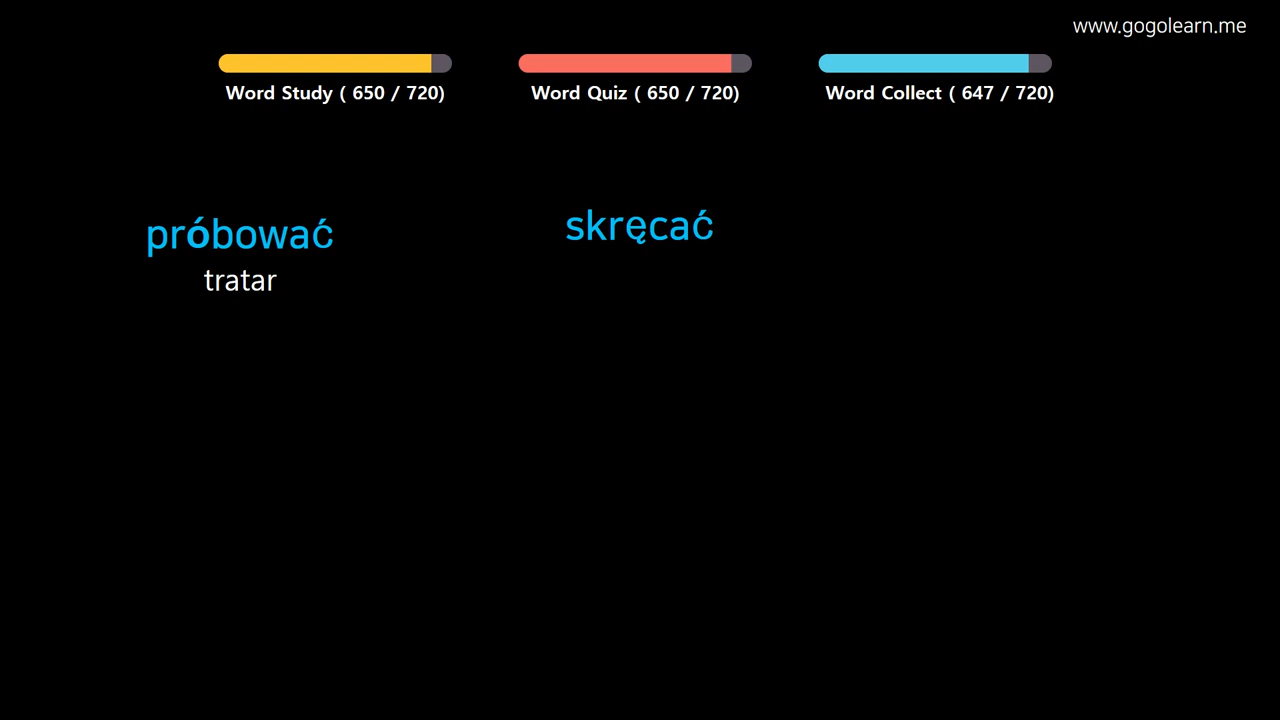 www.gogolearn.me
Word Study ( 650 / 720)
Word Quiz ( 650 / 720)
Word Collect ( 647 / 720)
próbować
skręcać
tratar